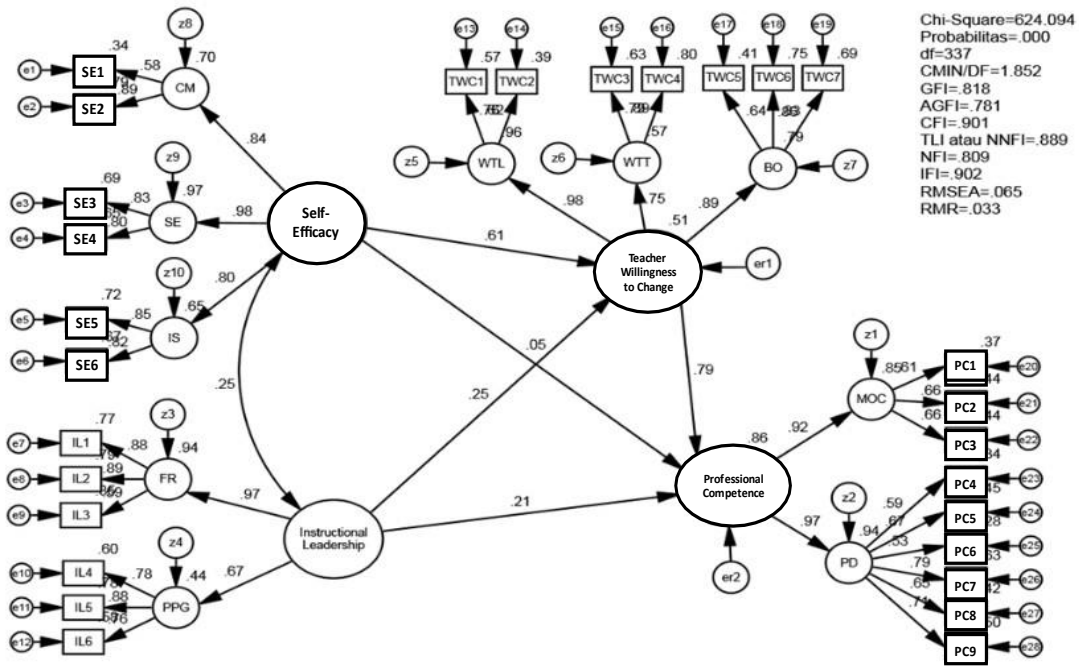 Chi-Square=624.094
Probabilitas=.000
df=337
CMIN/DF=1.852
GFI=.818
AGFI=.781
CFI=.901
TLI atau NNFI=.889
NFI=.809
IFI=.902
RMSEA=.065
RMR=.033
z8
.34
.70
e1
SE1
.58
CM
e2
SE2
.89
.84
z9
.69
.97
e3
SE3
.83
SE
.98
e4
SE4
.80
z10
.72
.65
.80
e5
SE5
.85
IS
e6
SE6
Self-
Efficacy
e13
e14
e15
e16
e17
e18
e19
.57
.39
.63
.80
.41
.75
.69
TWC1
TWC2
TWC3
TWC4
TWC5
TWC6
TWC7
.64
.96
.57
.79
z5
WTL
z6
WTT
BO
z7
.98
.75
.51
.89
.61
Teacher
Willingness
to Change
er1
.05
.25
.25
.79
z3
.77
.94
e7
IL1
.88
FR
e8
IL2
.89
e9
IL3
.97
Instructional
Leadership
.21
z4
.60
.44
.67
e10
IL4
.78
PPG
e11
IL5
.88
e12
IL6
.76
.86
Professional
Competence
er2
.92
.97
z1
.37
.85
.61
PC1
e20
MOC
.66
PC2
e21
.66
PC3
e22
z2
.94
.59
PC4
e23
.67
PC5
e24
PD
.53
PC6
e25
.79
PC7
e26
.65
PC8
e27
PC9
e28